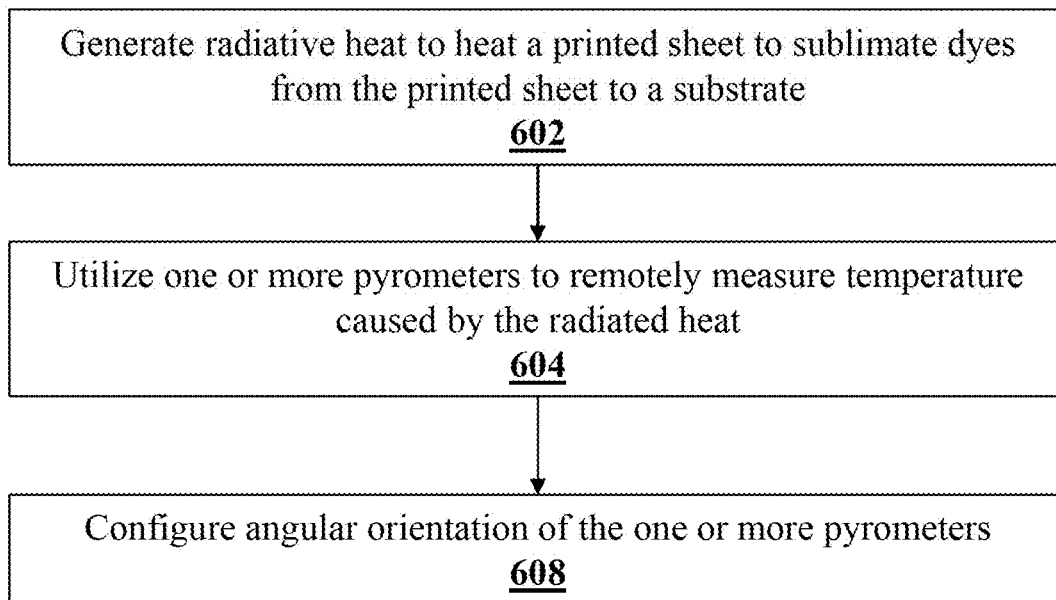 Generate radiative heat to heat a printed sheet to sublimate dyes
from the printed sheet to a substrate
602
Utilize one or more pyrometers to remotely measure temperature
caused by the radiated heat
604
Configure angular orientation of the one or more pyrometers
608